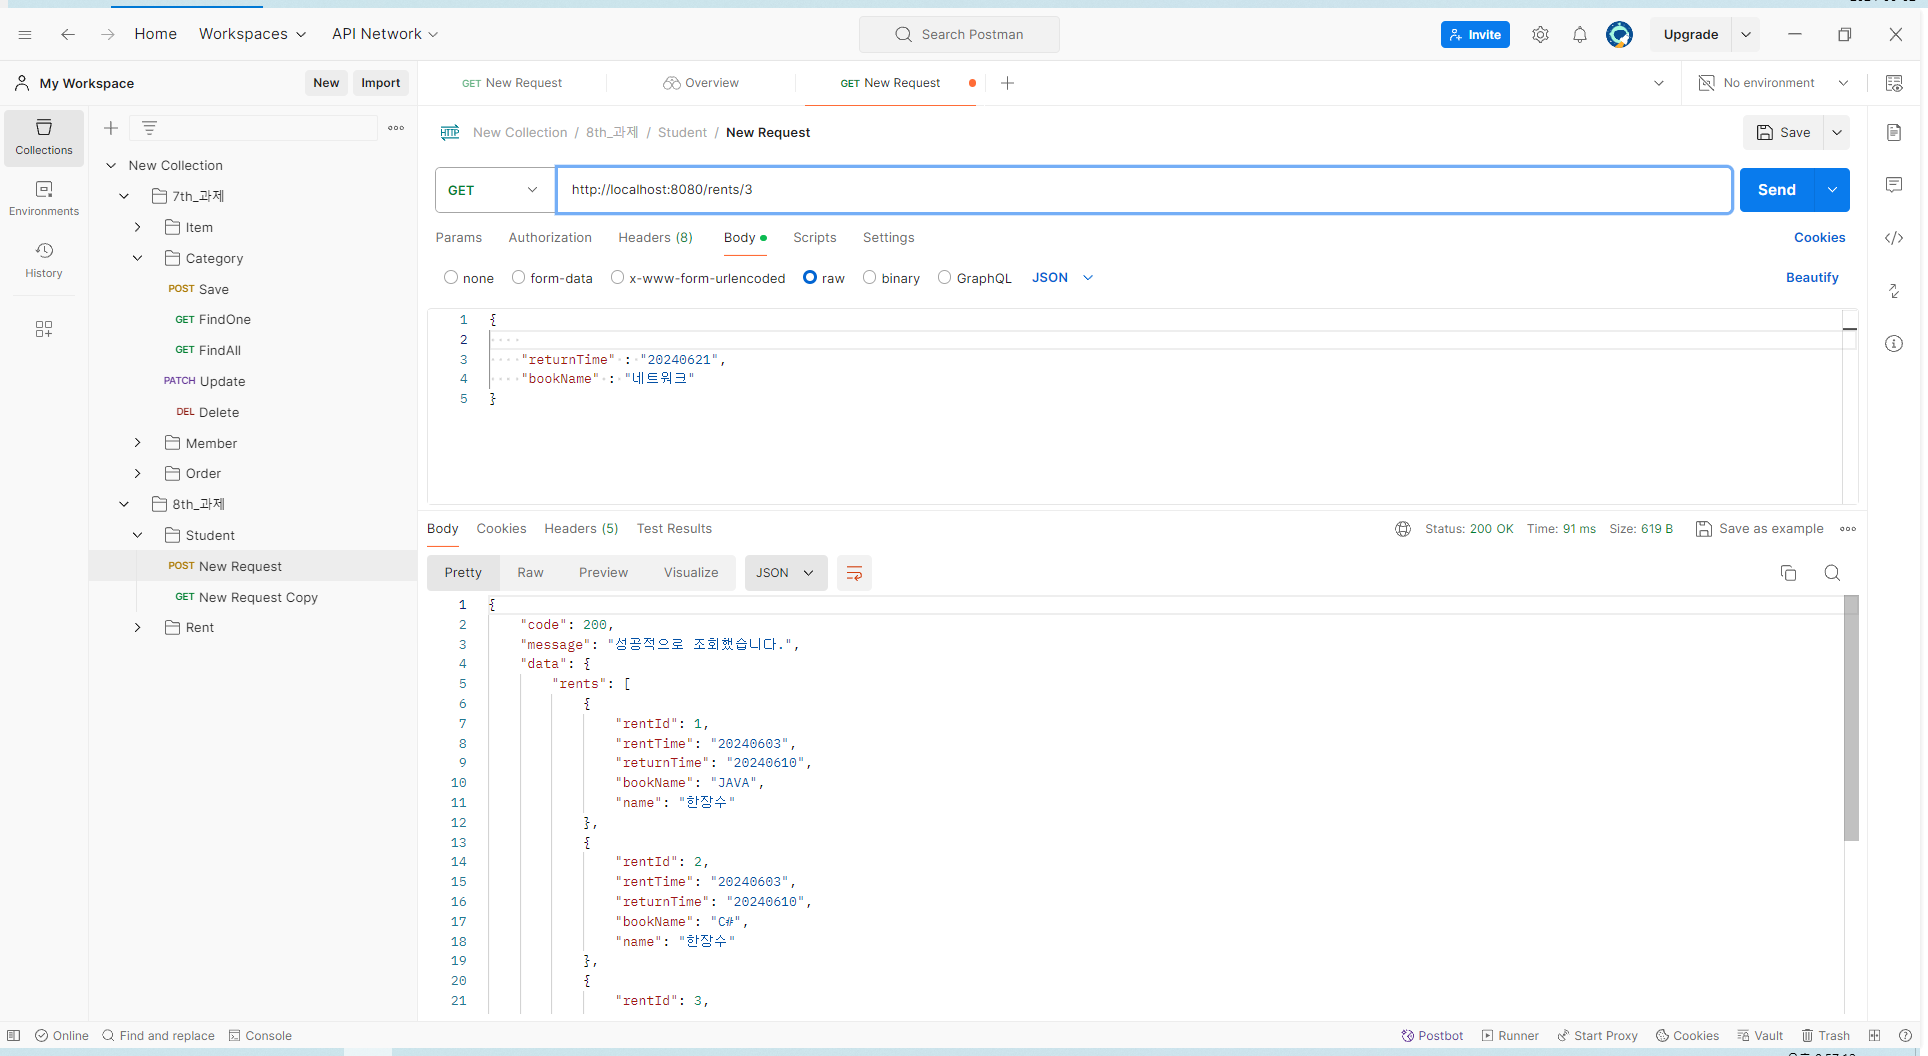 Home Workspaces API Network Search Postman Invite Upgrade
My Workspace New Import GET New Request Overview GET New Request No environment
New Collection / 8th_과제 / Student / New Request Save
Collections
Environments
History
New Collection
7th_과제
Item
Category
POST Save
GET FindOne
GET FindAll
PATCH Update
DEL Delete
Member
Order
8th_과제
Student
POST New Request
GET New Request Copy
Rent
GET http://localhost:8080/rents/3 Send
Params Authorization Headers (8) Body Scripts Settings Cookies
none form-data x-www-form-urlencoded raw binary GraphQL JSON Beautify
1 {
2
3 "returnTime" : "20240621",
4 "bookName" : "네트워크"
5 }
Body Cookies Headers (5) Test Results Status: 200 OK Time: 91 ms Size: 619 B Save as example
Pretty Raw Preview Visualize JSON
1 {
2 "code": 200,
3 "message": "성공적으로 조회했습니다.",
4 "data": {
5 "rents": [
6 {
7 "rentId": 1,
8 "rentTime": "20240603",
9 "returnTime": "20240610",
10 "bookName": "JAVA",
11 "name": "한장수"
12 },
13 {
14 "rentId": 2,
15 "rentTime": "20240603",
16 "returnTime": "20240610",
17 "bookName": "C#",
18 "name": "한장수"
19 },
20 {
21 "rentId": 3,
Online Find and replace Console Postbot Runner Start Proxy Cookies Vault Trash